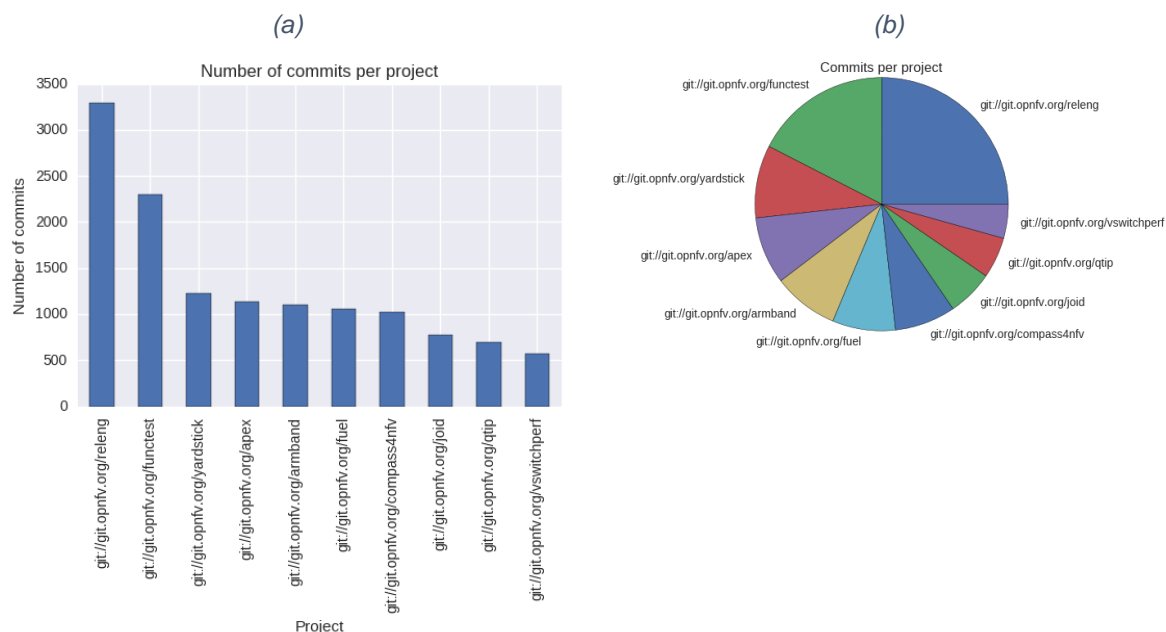 (a)
Number of commits per project
Number of commits
3500
3000
2500
2000
1500
1000
500
0
git://git.opnfv.org/releng
git://git.opnfv.org/functest
git://git.opnfv.org/yardstick
git://git.opnfv.org/apex
git://git.opnfv.org/armband
git://git.opnfv.org/fuel
git://git.opnfv.org/compass4nfv
git://git.opnfv.org/joid
git://git.opnfv.org/qtip
git://git.opnfv.org/vswitchperf
Project
(b)
Commits per project
git://git.opnfv.org/functest
git://git.opnfv.org/releng
git://git.opnfv.org/yardstick
git://git.opnfv.org/vswitchperf
git://git.opnfv.org/apex
git://git.opnfv.org/qtip
git://git.opnfv.org/joid
git://git.opnfv.org/armband
git://git.opnfv.org/compass4nfv
git://git.opnfv.org/fuel